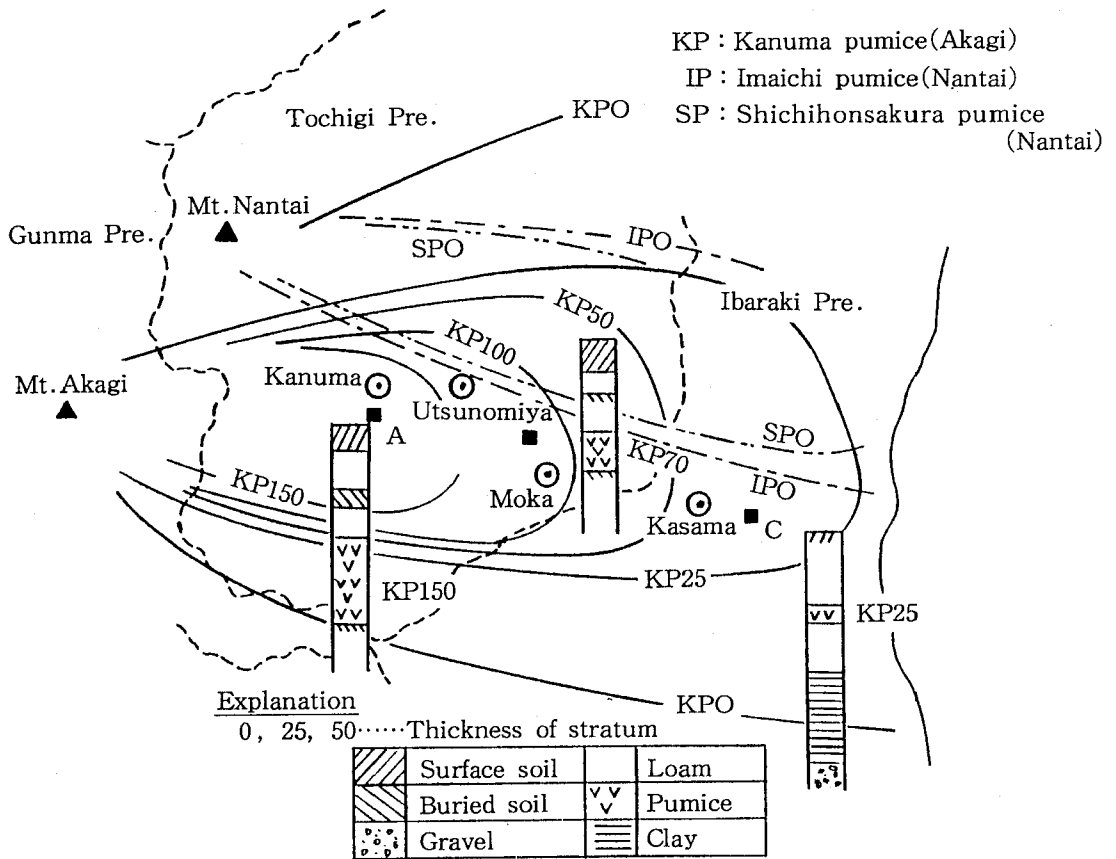 KP : Kanuma pumice(Akagi)
IP : Imaichi pumice(Nantai)
SP : Shichihonsakura pumice
(Nantai)
Tochigi Pre.
KPO
Mt.Nantai
Gunma Pre.
SPO
IPO
Ibaraki Pre.
KP50
KP100
Mt.Akagi
Kanuma
Utsunomiya
A
SPO
KP70
IPO
KP150
Moka
Kasama
C
KP25
KP150
KP25
KPO
Explanation
0, 25, 50······Thickness of stratum
Surface soil
Loam
Buried soil
Pumice
Gravel
Clay